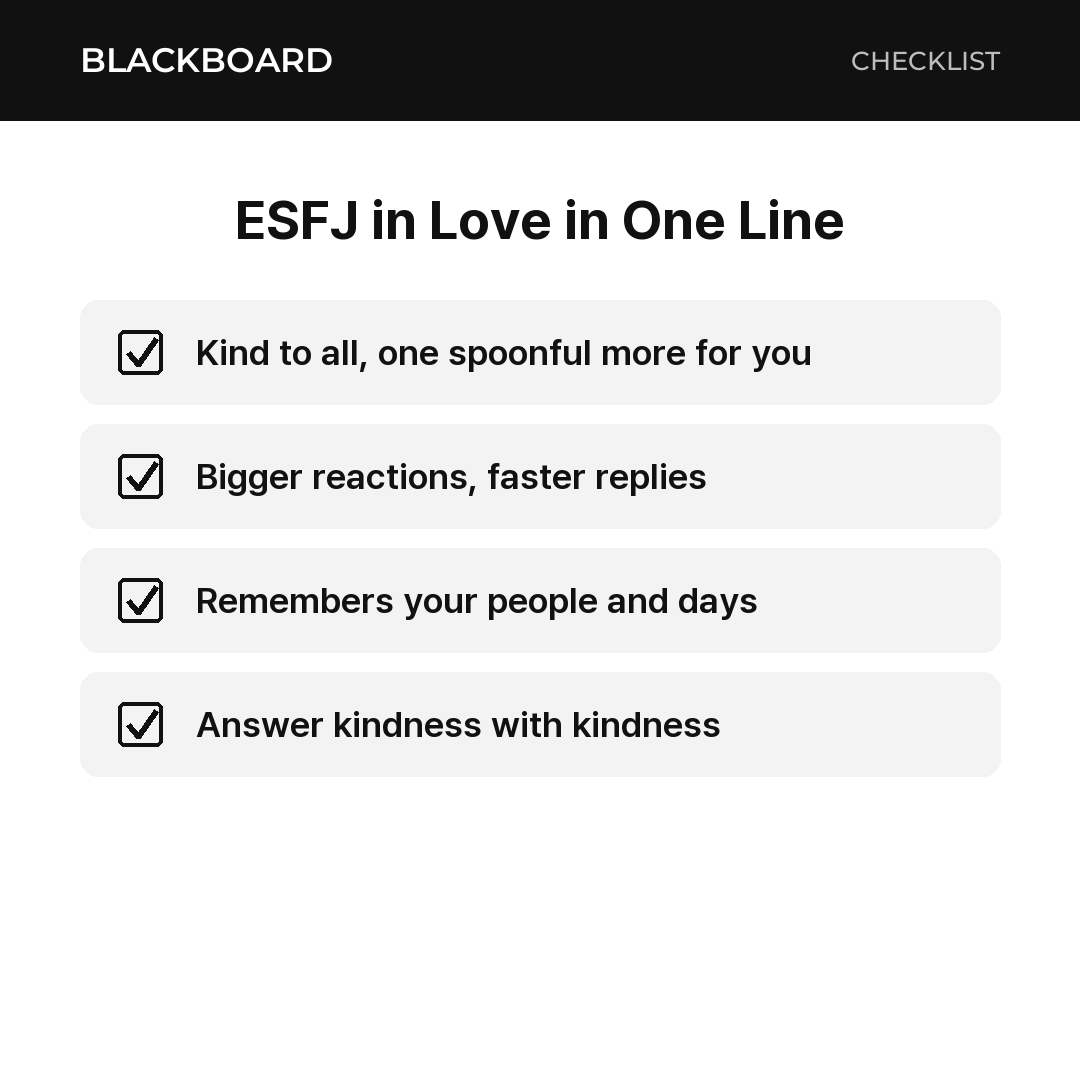 BLACKBOARD
CHECKLIST
ESFJ in Love in One Line
Kind to all, one spoonful more for you
Bigger reactions, faster replies
Remembers your people and days
Answer kindness with kindness